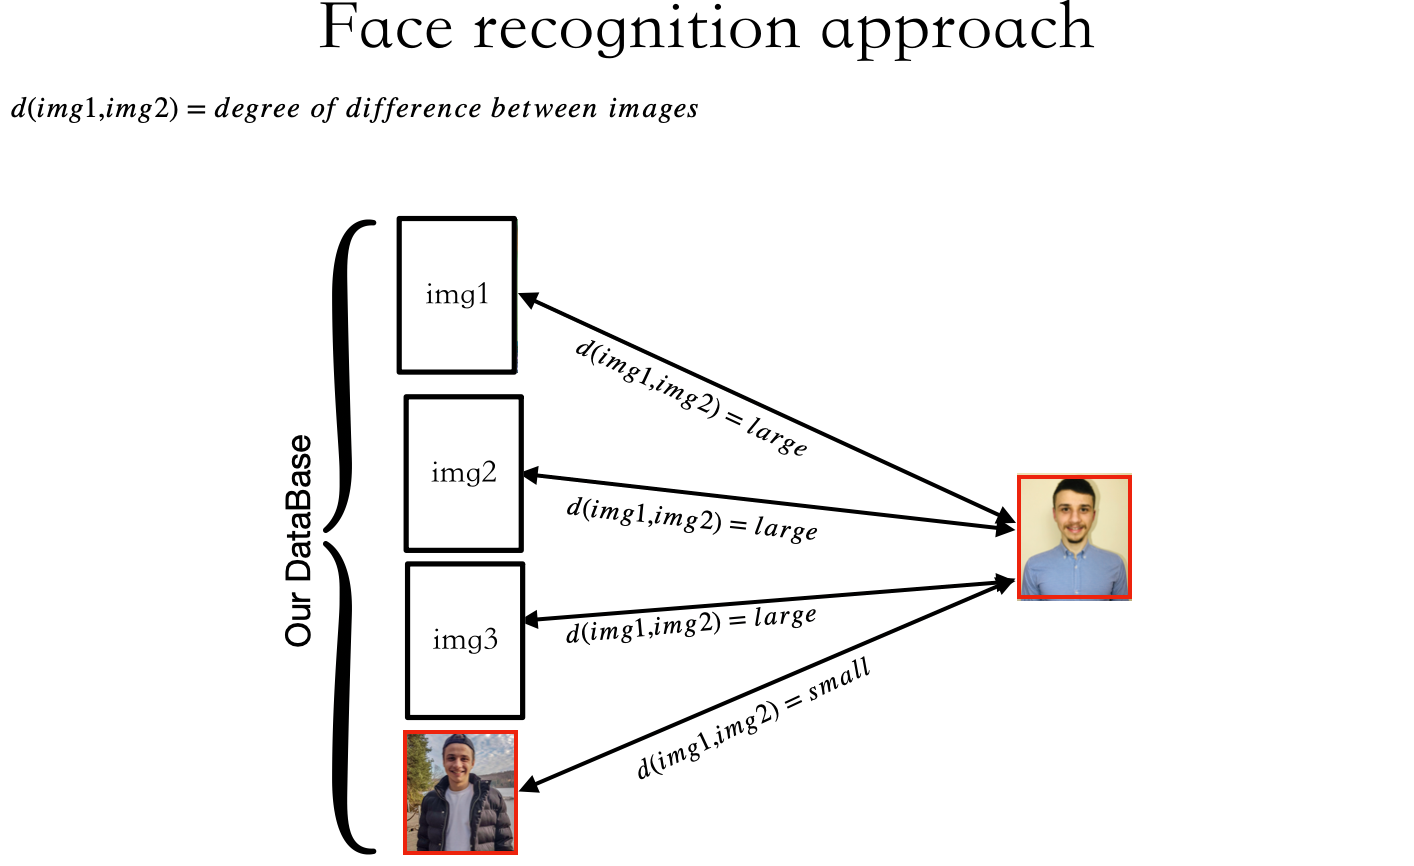 Face recognition approach
d(img1,img2) = degree of difference between images
Our DataBase
img1
d(img1,img2) = large
img2
d(img1,img2) = large
img3
d(img1,img2) = large
d(img1,img2) = small